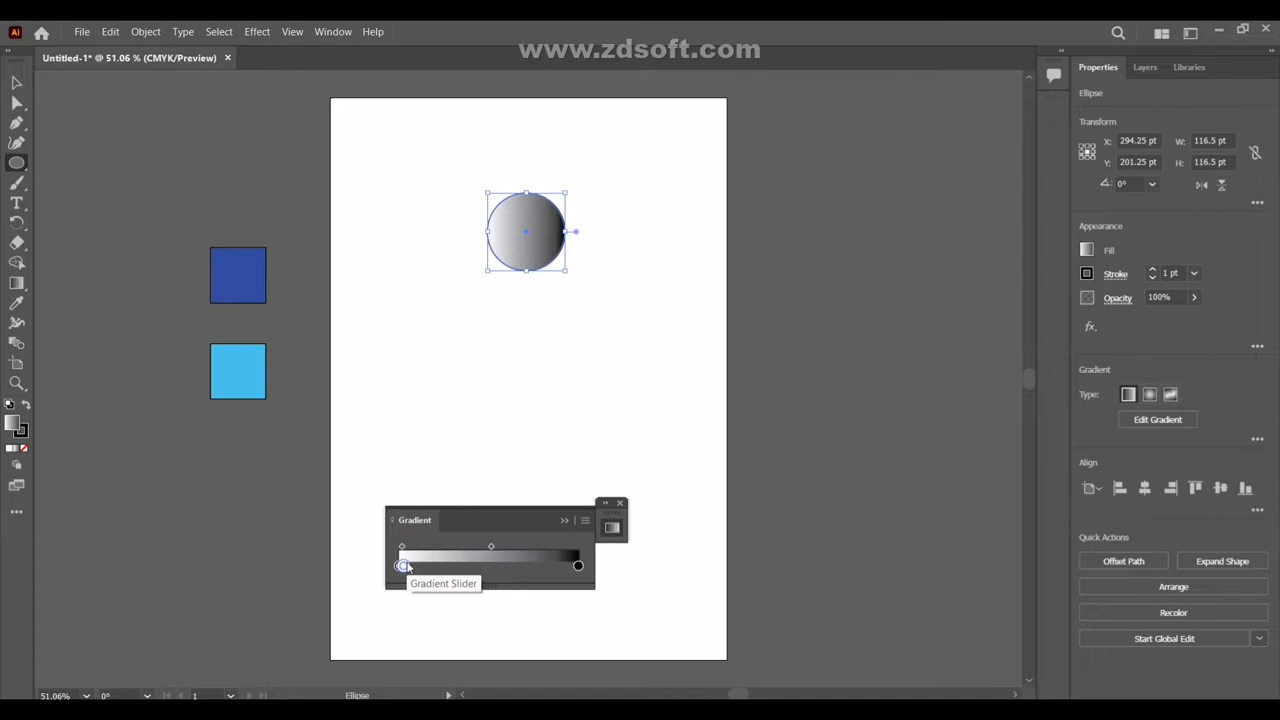 Ai File Edit Object Type Select Effect View Window Help
www.zdsoft.com
Untitled-1* @ 51.06 % (CMYK/Preview) ×
Properties Layers Libraries
Ellipse
Transform
X: 294.25 pt W: 116.5 pt
Y: 201.25 pt H: 116.5 pt
0°
Appearance
Fill
Stroke 1 pt
Opacity 100%
fx.
Gradient
Type:
Edit Gradient
Align
Quick Actions
Offset Path Expand Shape
Arrange
Recolor
Start Global Edit
Gradient
Gradient Slider
51.06% 0° 1 Ellipse